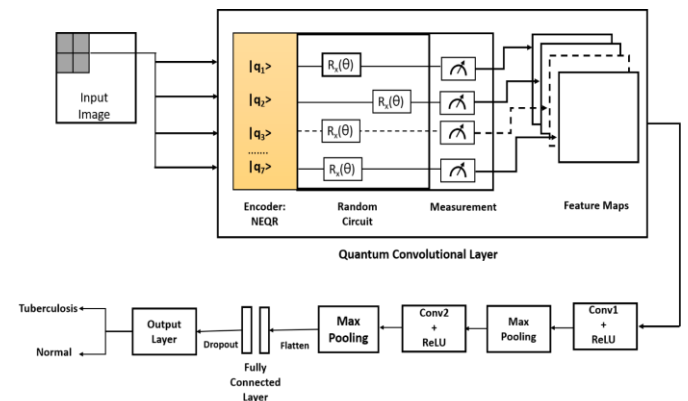 Input
Image
|q1>
|q2>
|q3>
.......
|q7>
Rx(θ)
Rx(θ)
Rx(θ)
Rx(θ)
Encoder:
NEQR
Random
Circuit
Measurement
Feature Maps
Quantum Convolutional Layer
Tuberculosis
Normal
Output
Layer
Dropout
Fully
Connected
Layer
Flatten
Max
Pooling
Conv2
+
ReLU
Max
Pooling
Conv1
+
ReLU